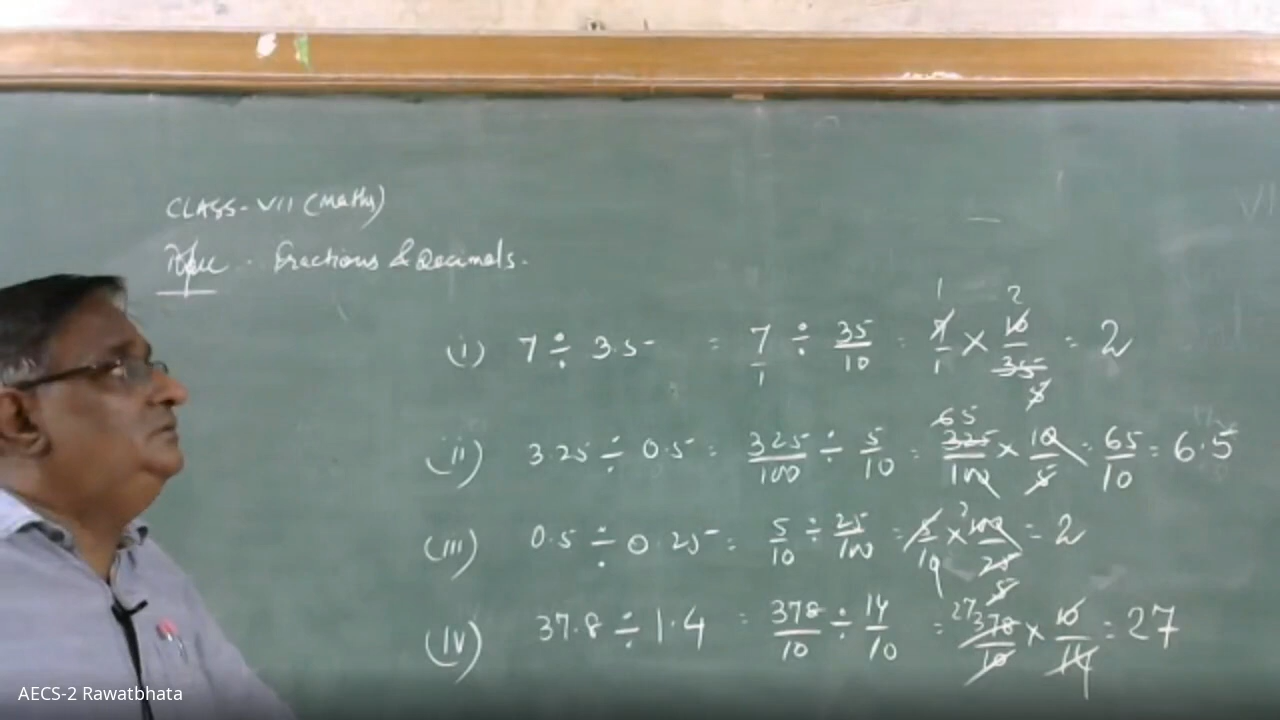 CLASS-VII (Maths)
Topic . Fractions & Decimals.
(i) 7 ÷ 3.5 = 7/1 ÷ 35/10 = 7/1 × 10/35 = 2
(ii) 3.25 ÷ 0.5 = 325/100 ÷ 5/10 = 325/100 × 10/5 = 65/10 = 6.5
(iii) 0.5 ÷ 0.25 = 5/10 ÷ 25/100 = 5/10 × 100/25 = 2
(iv) 37.8 ÷ 1.4 = 378/10 ÷ 14/10 = 378/10 × 10/14 = 27
AECS-2 Rawatbhata